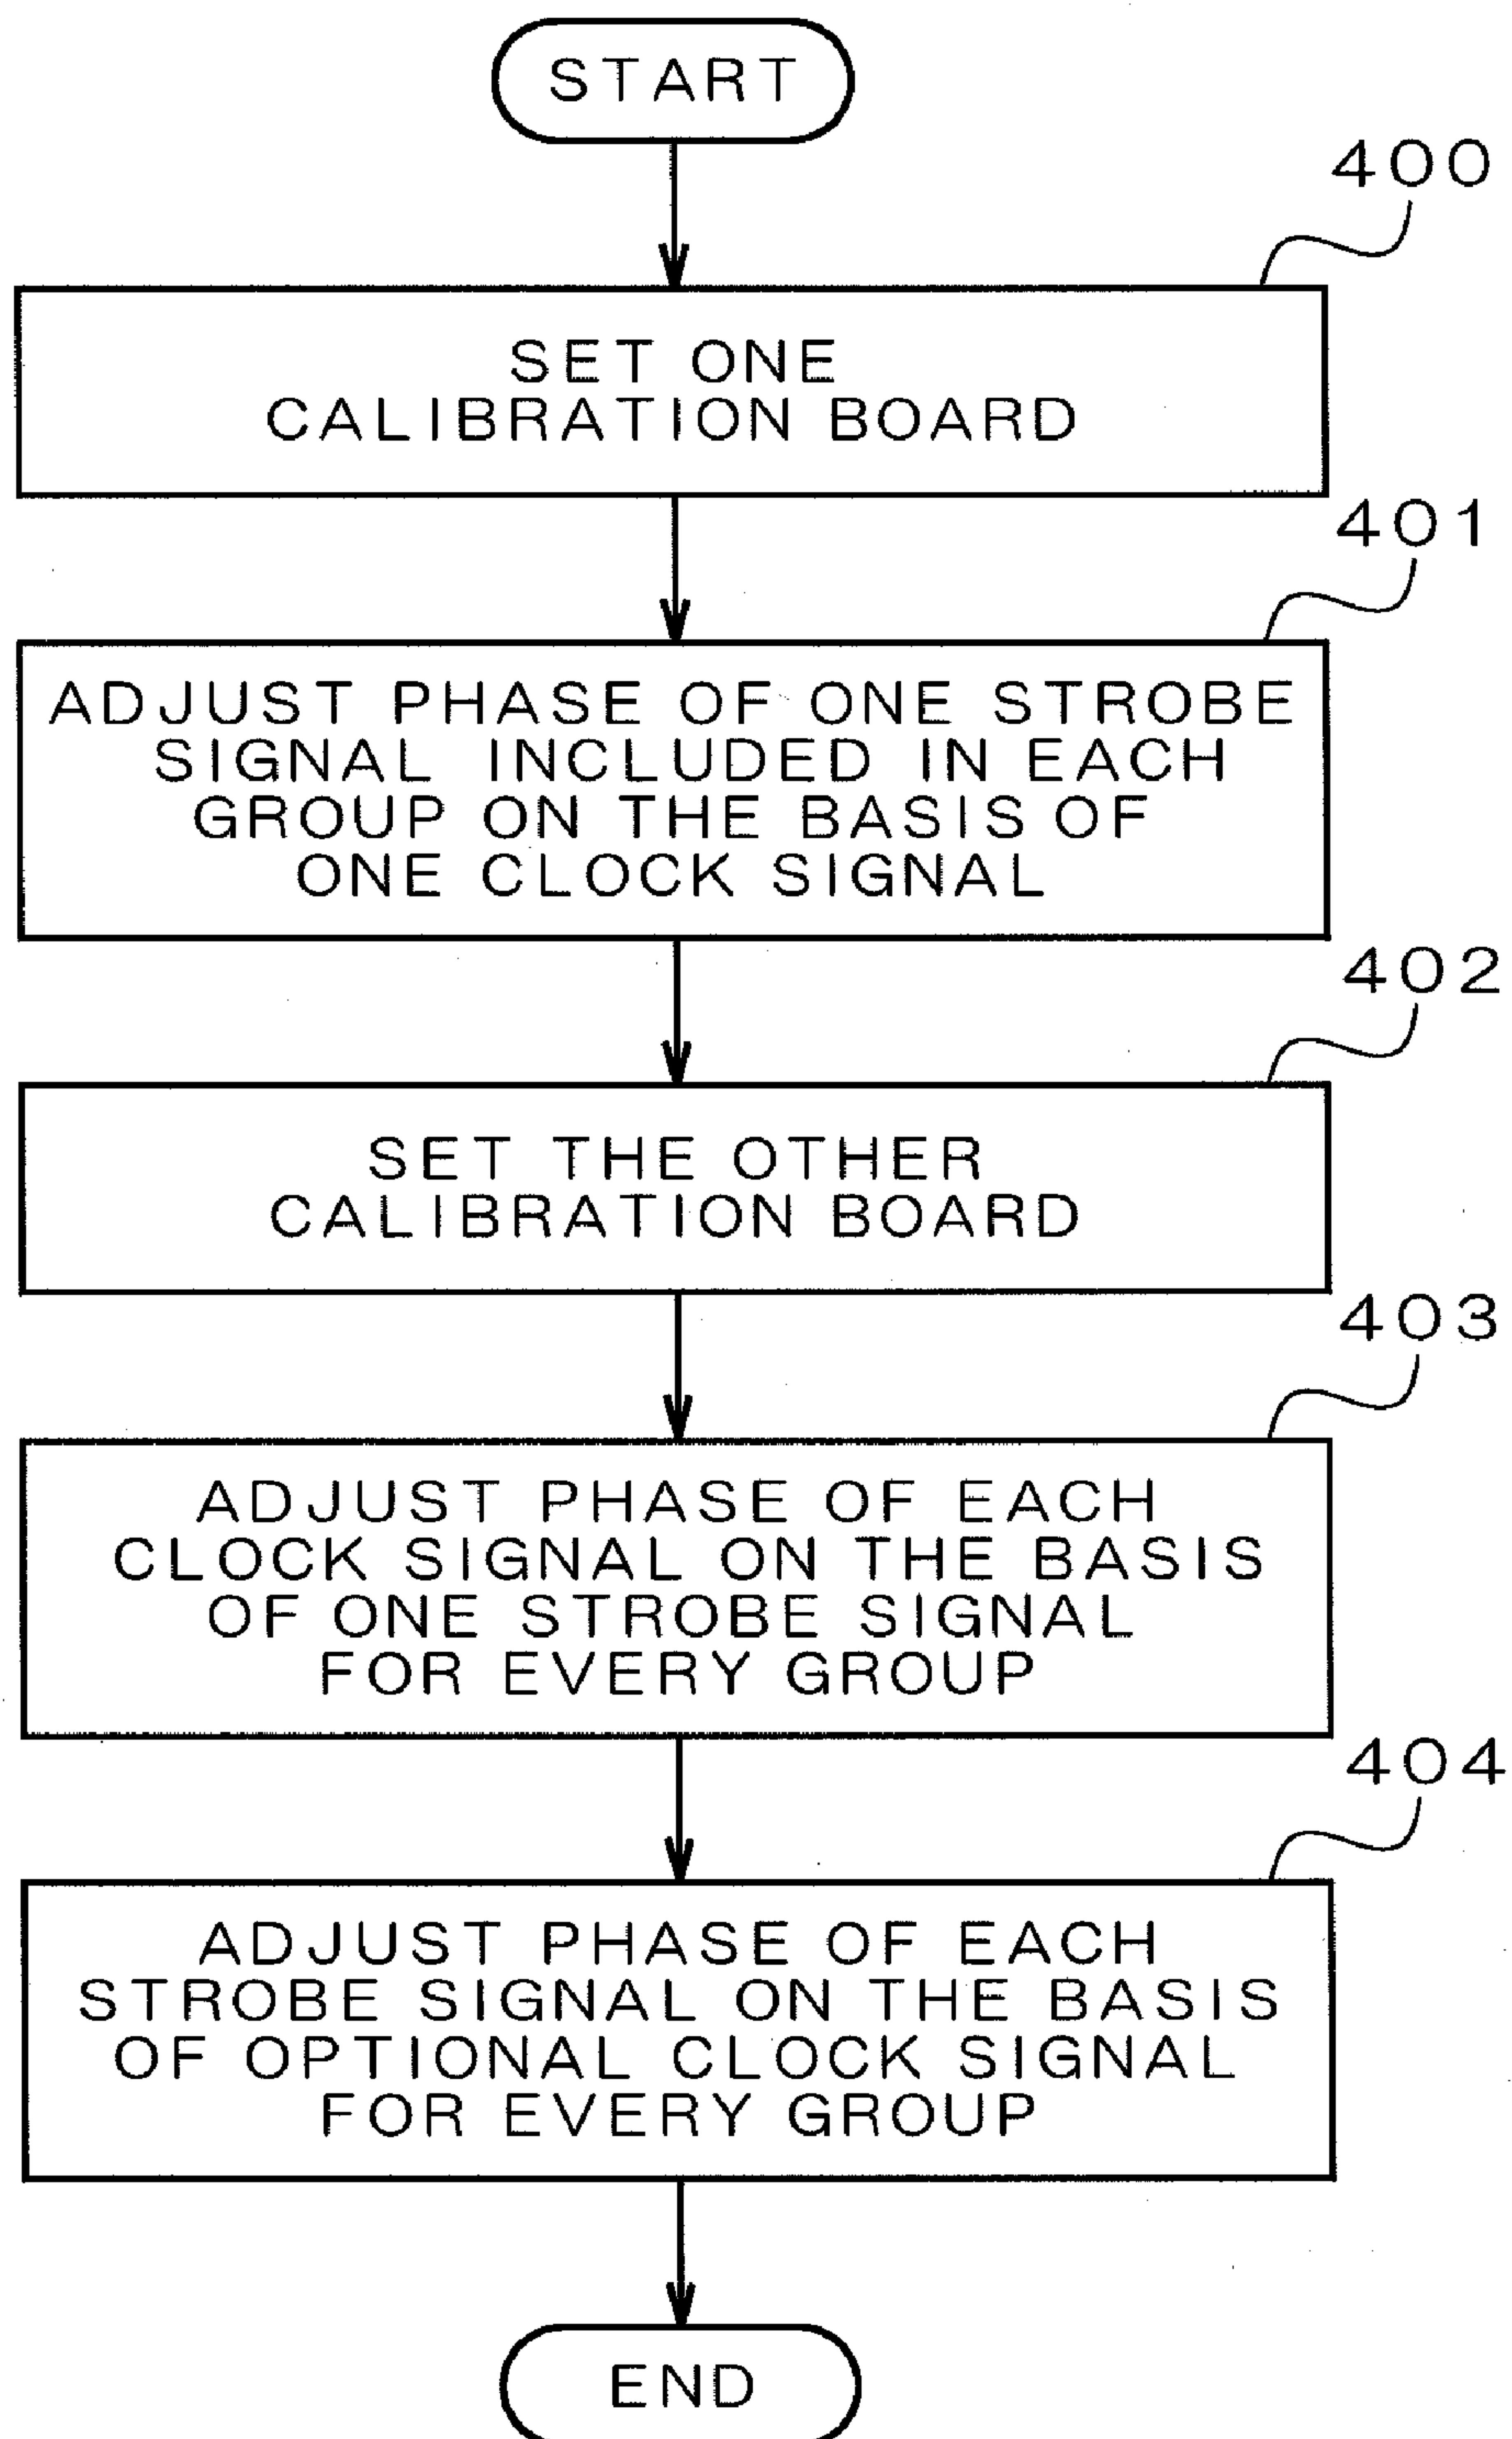 START
400
SET ONE
CALIBRATION BOARD
401
ADJUST PHASE OF ONE STROBE
SIGNAL INCLUDED IN EACH
GROUP ON THE BASIS OF
ONE CLOCK SIGNAL
402
SET THE OTHER
CALIBRATION BOARD
403
ADJUST PHASE OF EACH
CLOCK SIGNAL ON THE BASIS
OF ONE STROBE SIGNAL
FOR EVERY GROUP
404
ADJUST PHASE OF EACH
STROBE SIGNAL ON THE BASIS
OF OPTIONAL CLOCK SIGNAL
FOR EVERY GROUP
END